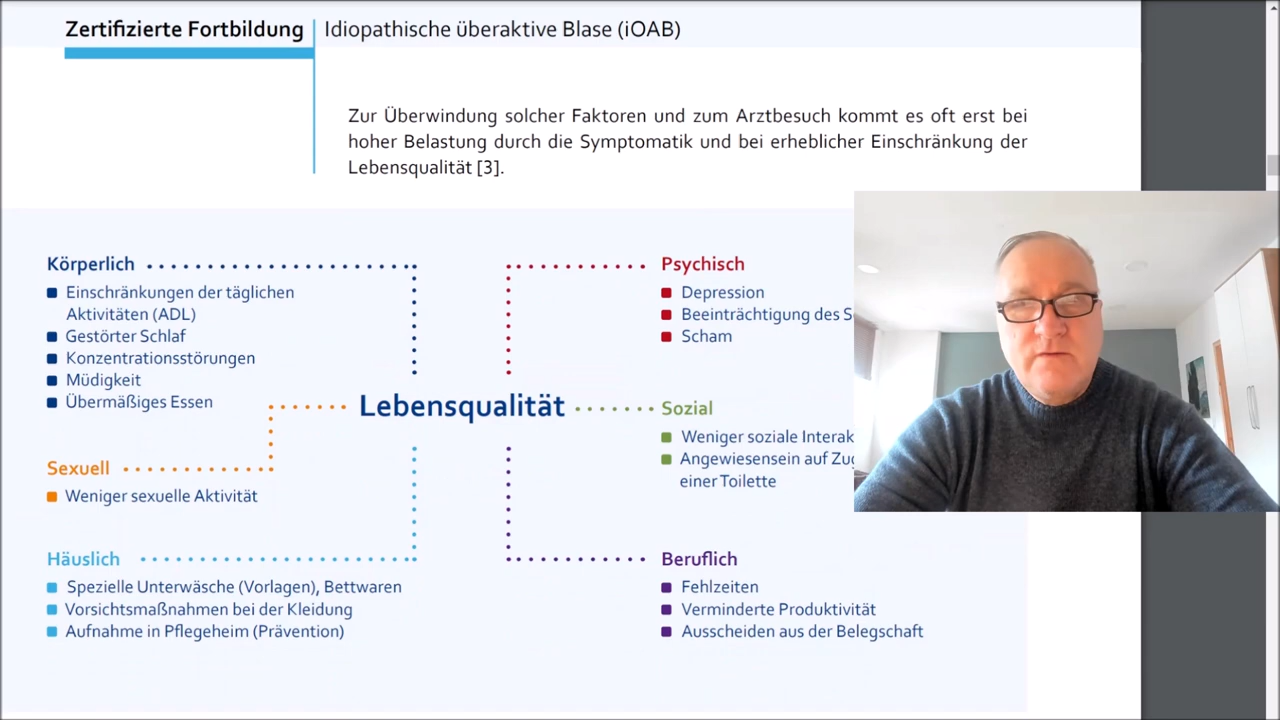 Zertifizierte Fortbildung Idiopathische überaktive Blase (iOAB)
Zur Überwindung solcher Faktoren und zum Arztbesuch kommt es oft erst bei
hoher Belastung durch die Symptomatik und bei erheblicher Einschränkung der
Lebensqualität [3].
Körperlich
Einschränkungen der täglichen
Aktivitäten (ADL)
Gestörter Schlaf
Konzentrationsstörungen
Müdigkeit
Übermäßiges Essen
Psychisch
Depression
Beeinträchtigung des
Scham
Lebensqualität
Sozial
Weniger soziale
Angewiesensein auf
einer Toilette
Sexuell
Weniger sexuelle Aktivität
Häuslich
Spezielle Unterwäsche (Vorlagen), Bettwaren
Vorsichtsmaßnahmen bei der Kleidung
Aufnahme in Pflegeheim (Prävention)
Beruflich
Fehlzeiten
Verminderte Produktivität
Ausscheiden aus der Belegschaft